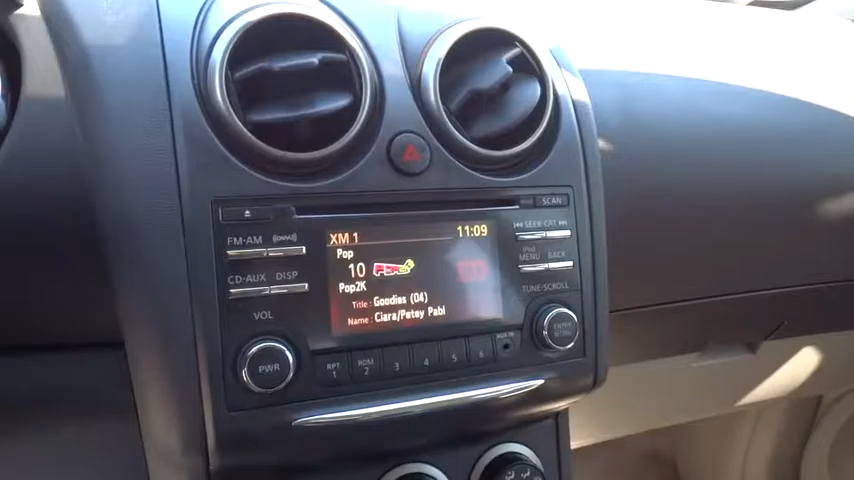 SCAN
FM·AM
SEEK·CAT
iPod
MENU BACK
CD·AUX DISP
TUNE·SCROLL
VOL
PWR
ENTER
SETTING
AUX IN
RPT
1
RDM
2
3
4
5
6
XM 1 11:09
Pop
10
Pop2K
Title : Goodies (04)
Name : Ciara/Petey Pabl